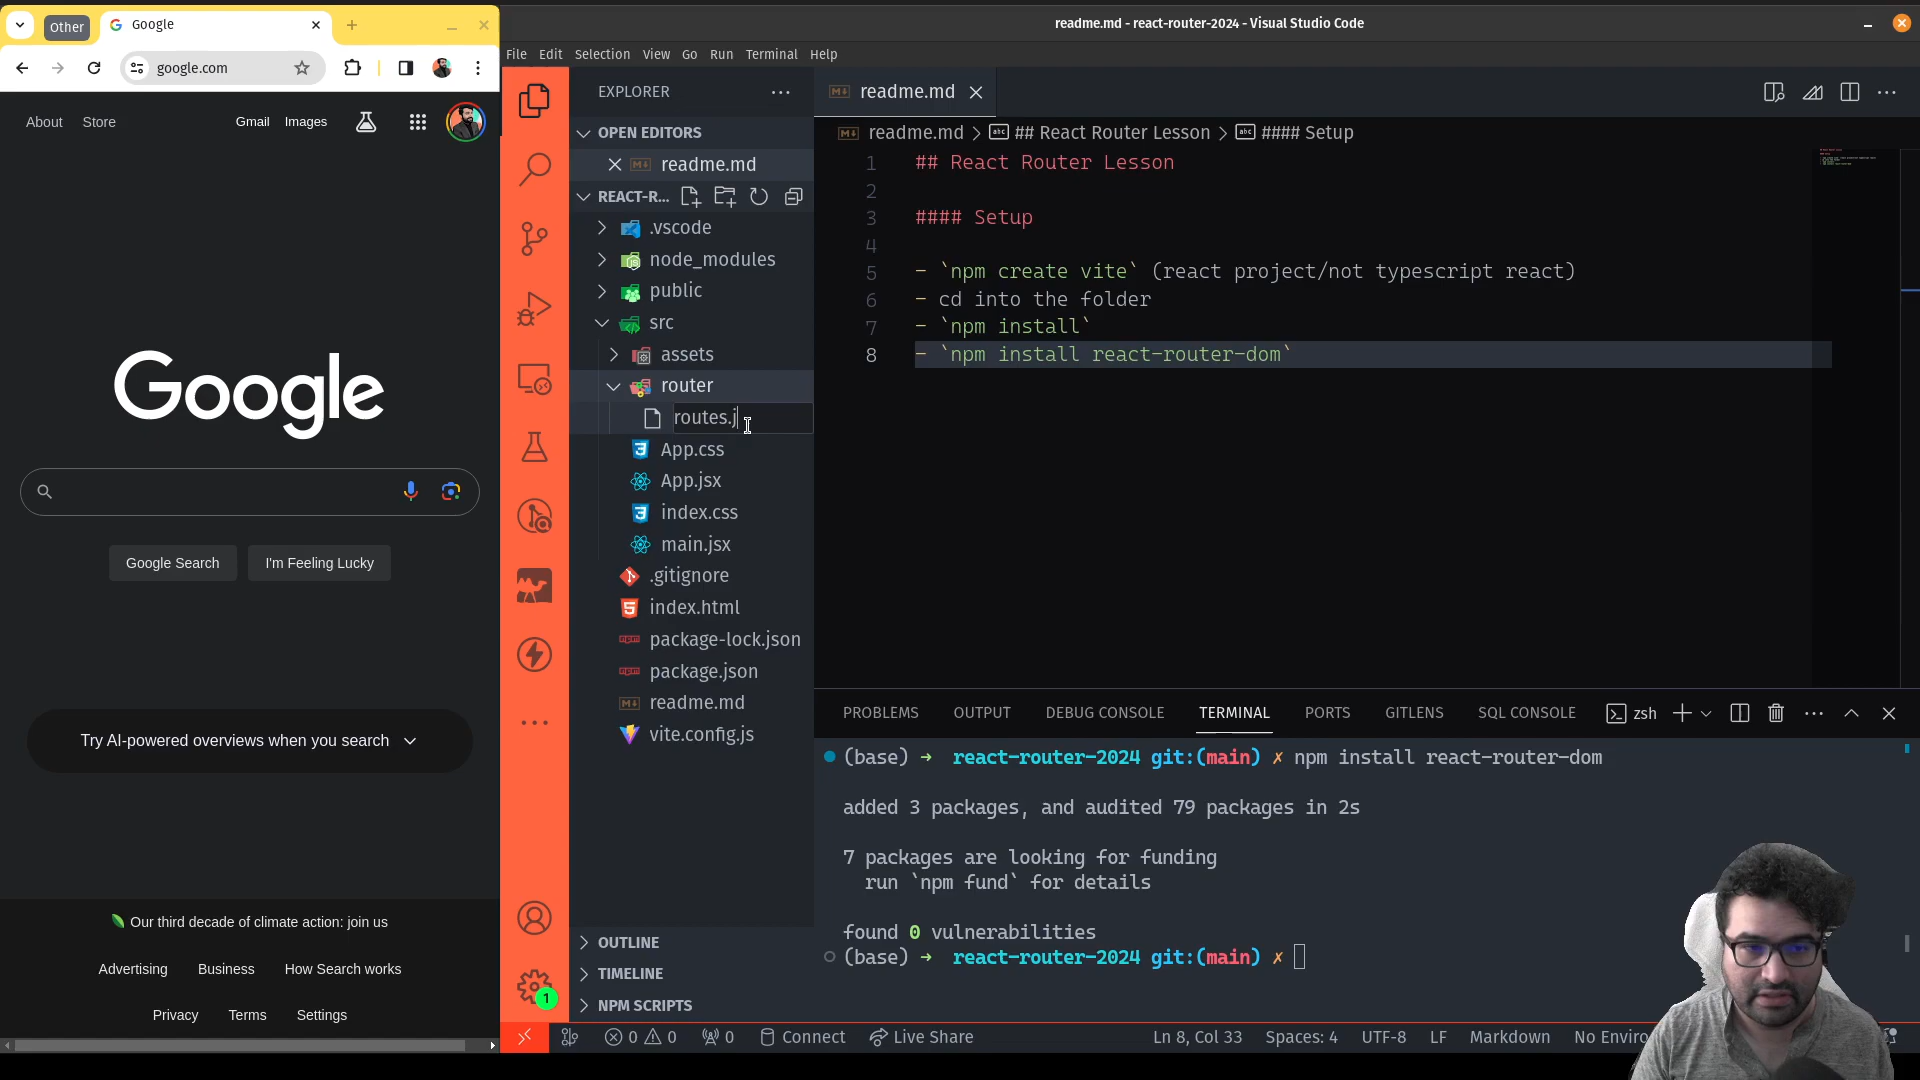 Other
Google
google.com
About
Store
Gmail
Images
Google
Google Search
I'm Feeling Lucky
Try AI-powered overviews when you search
Our third decade of climate action: join us
Advertising
Business
How Search works
Privacy
Terms
Settings
readme.md - react-router-2024 - Visual Studio Code
File Edit Selection View Go Run Terminal Help
EXPLORER
OPEN EDITORS
readme.md
REACT-R...
.vscode
node_modules
public
src
assets
router
routes.j
App.css
App.jsx
index.css
main.jsx
.gitignore
index.html
package-lock.json
package.json
readme.md
vite.config.js
OUTLINE
TIMELINE
NPM SCRIPTS
1
readme.md
readme.md > ## React Router Lesson > #### Setup
1 ## React Router Lesson
2
3 #### Setup
4
5 - `npm create vite` (react project/not typescript react)
6 - cd into the folder
7 - `npm install`
8 - `npm install react-router-dom`
PROBLEMS OUTPUT DEBUG CONSOLE TERMINAL PORTS GITLENS SQL CONSOLE zsh
(base) ➜ react-router-2024 git:(main) ✗ npm install react-router-dom
added 3 packages, and audited 79 packages in 2s
7 packages are looking for funding
run `npm fund` for details
found 0 vulnerabilities
(base) ➜ react-router-2024 git:(main) ✗
0 0 0 Connect Live Share Ln 8, Col 33 Spaces: 4 UTF-8 LF Markdown No Enviro